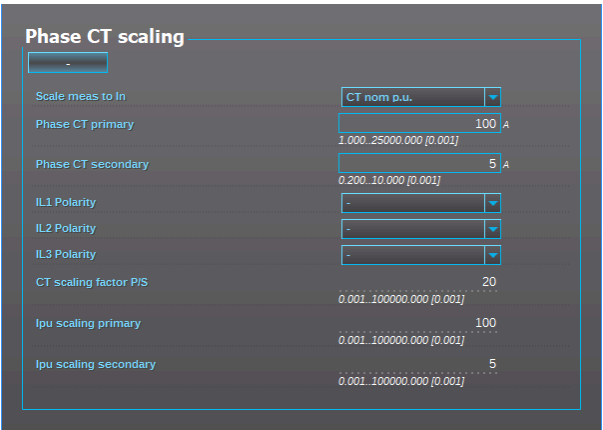 Phase CT scaling
-
Scale meas to In CT nom p.u.
Phase CT primary 100 A
1.000..25000.000 [0.001]
Phase CT secondary 5 A
0.200..10.000 [0.001]
IL1 Polarity -
IL2 Polarity -
IL3 Polarity -
CT scaling factor P/S 20
0.001..100000.000 [0.001]
Ipu scaling primary 100
0.001..100000.000 [0.001]
Ipu scaling secondary 5
0.001..100000.000 [0.001]